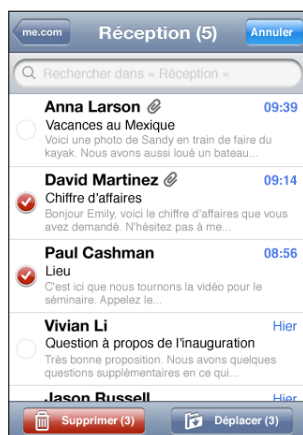 me.com Réception (5) Annuler
Rechercher dans « Réception »
Anna Larson 09:39
Vacances au Mexique
Voici une photo de Sandy en train de faire du
kayak. Nous avons aussi loué un bateau...
David Martinez 09:14
Chiffre d'affaires
Bonjour Emily, voici le chiffre d'affaires que vous
avez demandé. N'hésitez pas à me...
Paul Cashman 08:56
Lieu
C'est ici que nous tournons la vidéo pour le
séminaire. Appelez le...
Vivian Li Hier
Question à propos de l'inauguration
Très bonne proposition. Nous avons quelques
questions supplémentaires en ce qui...
Jason Russell Hier
Supprimer (3) Déplacer (3)